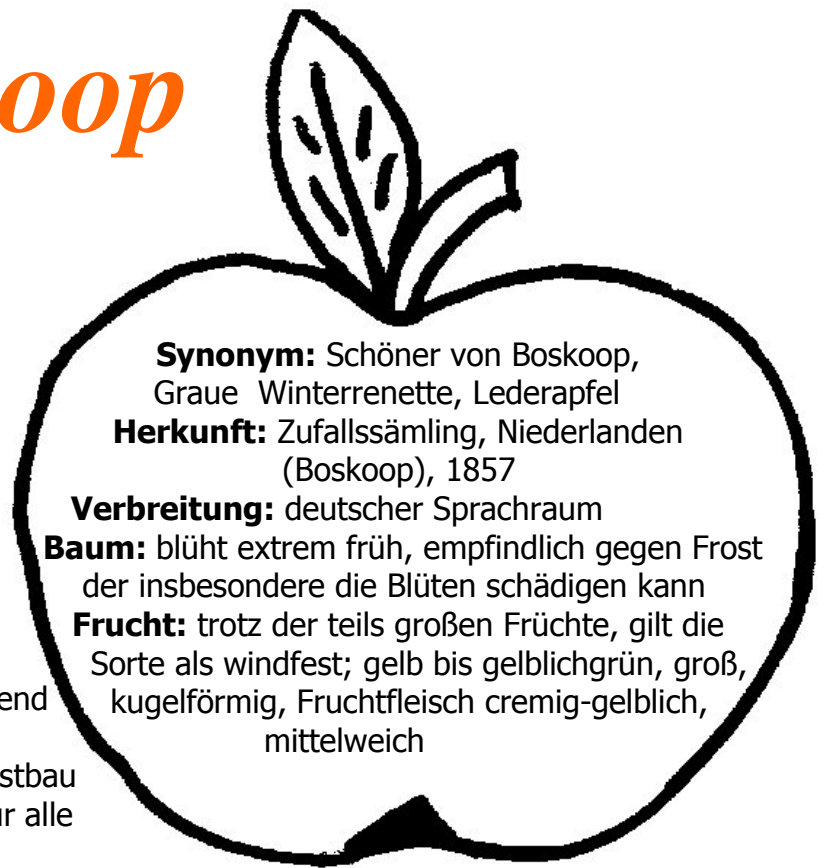 oop
Synonym: Schöner von Boskoop,
Graue Winterrenette, Lederapfel
Herkunft: Zufallssämling, Niederlanden
(Boskoop), 1857
Verbreitung: deutscher Sprachraum
Baum: blüht extrem früh, empfindlich gegen Frost
der insbesondere die Blüten schädigen kann
Frucht: trotz der teils großen Früchte, gilt die
Sorte als windfest; gelb bis gelblichgrün, groß,
end
kugelförmig, Fruchtfleisch cremig-gelblich,
mittelweich
stbau
r alle